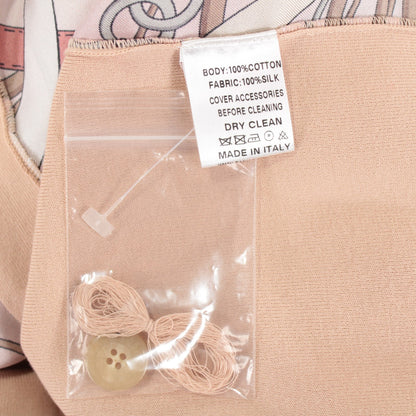 BODY:100%COTTON
FABRIC:100%SILK
COVER ACCESSORIES
BEFORE CLEANING
DRY CLEAN
MADE IN ITALY